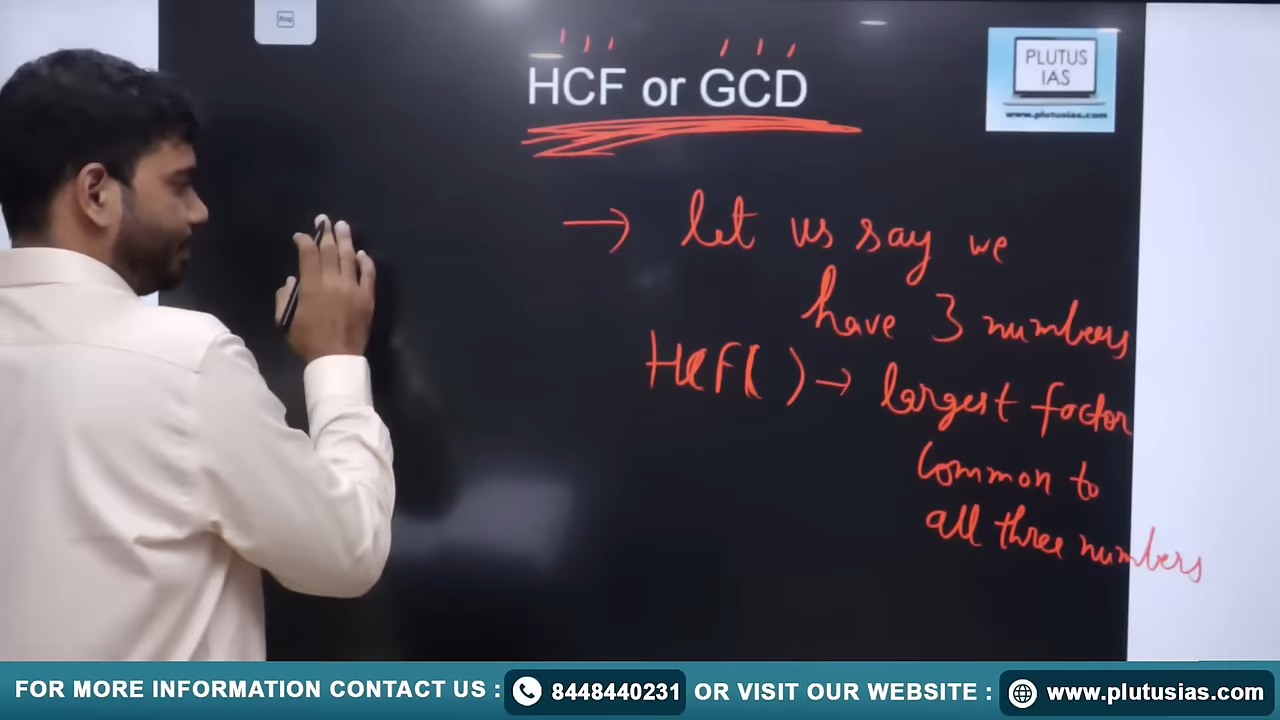 HCF or GCD
PLUTUS
IAS
www.plutusias.com
→ let us say we
have 3 numbers
HCF( ) → largest factor
common to
all three numbers
FOR MORE INFORMATION CONTACT US : 8448440231 OR VISIT OUR WEBSITE : www.plutusias.com